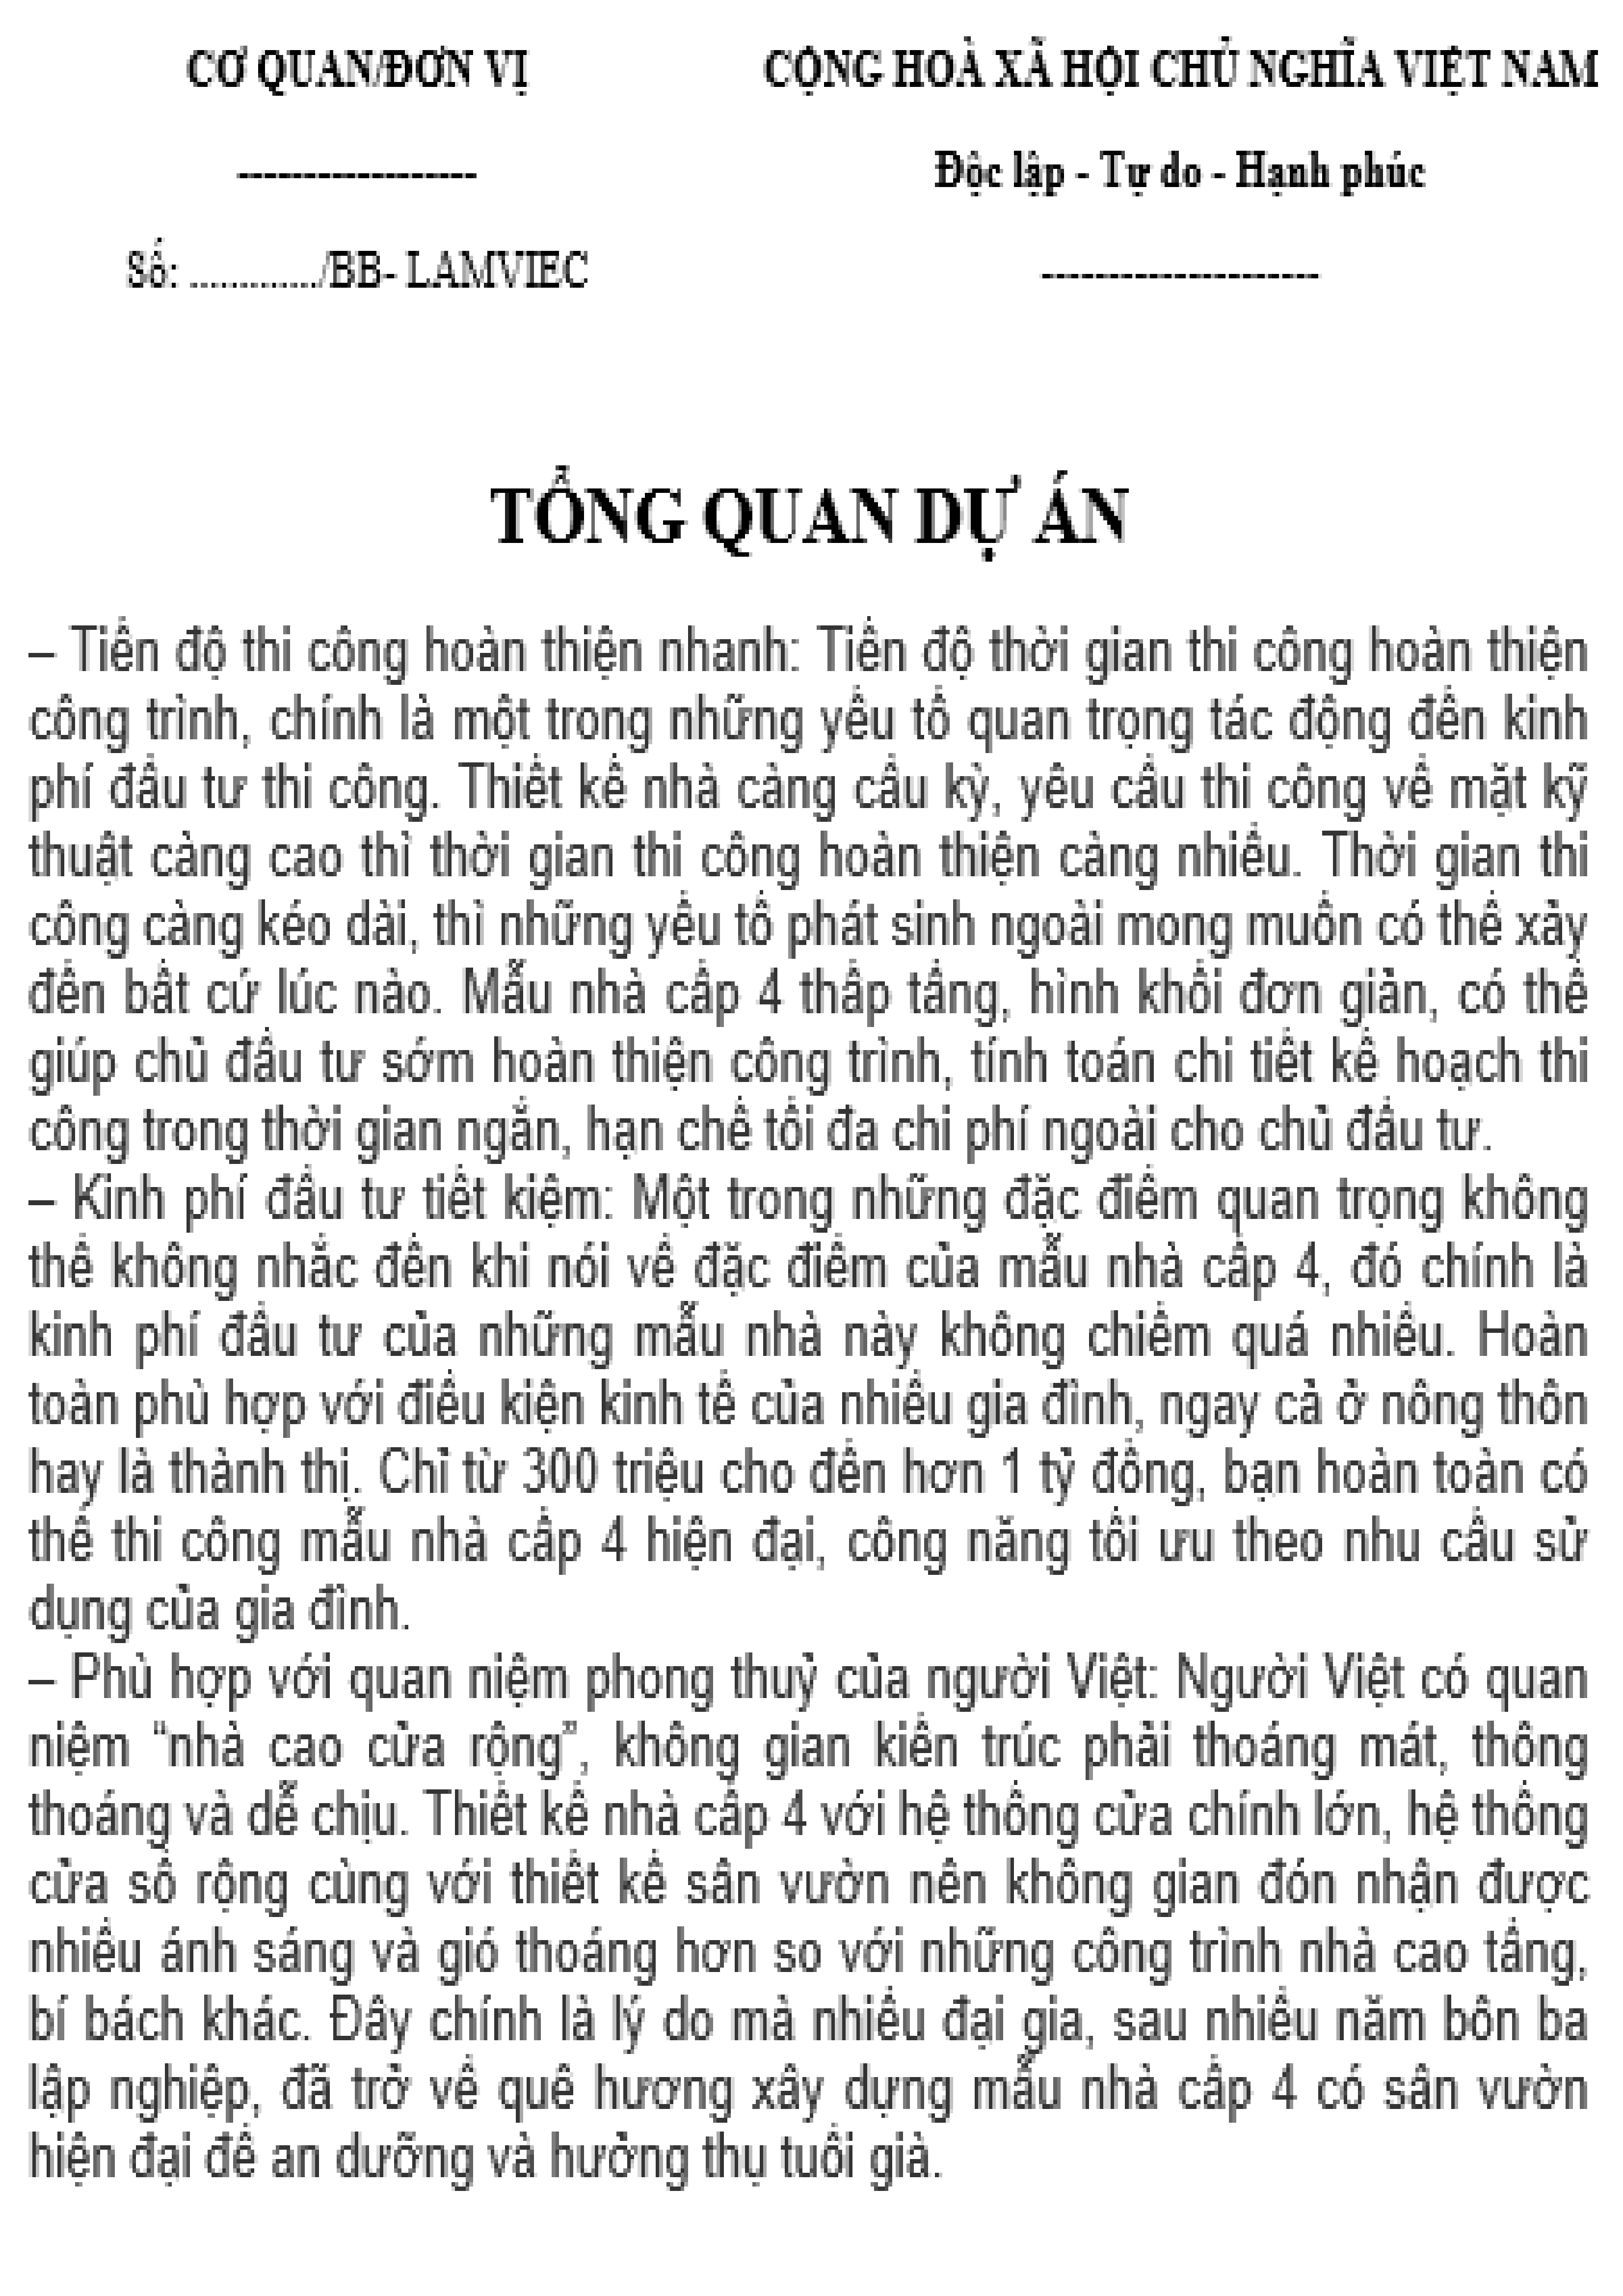 CƠ QUAN/ĐƠN VỊ
CỘNG HOÀ XÃ HỘI CHỦ NGHĨA VIỆT NAM
------------------
Độc lập - Tự do - Hạnh phúc
Số: ............./BB- LAMVIEC
---------------------
TỔNG QUAN DỰ ÁN
– Tiến độ thi công hoàn thiện nhanh: Tiến độ thời gian thi công hoàn thiện
công trình, chính là một trong những yếu tố quan trọng tác động đến kinh
phí đầu tư thi công. Thiết kế nhà càng cầu kỳ, yêu cầu thi công về mặt kỹ
thuật càng cao thì thời gian thi công hoàn thiện càng nhiều. Thời gian thi
công càng kéo dài, thì những yếu tố phát sinh ngoài mong muốn có thể xảy
đến bất cứ lúc nào. Mẫu nhà cấp 4 thấp tầng, hình khối đơn giản, có thể
giúp chủ đầu tư sớm hoàn thiện công trình, tính toán chi tiết kế hoạch thi
công trong thời gian ngắn, hạn chế tối đa chi phí ngoài cho chủ đầu tư.
– Kinh phí đầu tư tiết kiệm: Một trong những đặc điểm quan trọng không
thể không nhắc đến khi nói về đặc điểm của mẫu nhà cấp 4, đó chính là
kinh phí đầu tư của những mẫu nhà này không chiếm quá nhiều. Hoàn
toàn phù hợp với điều kiện kinh tế của nhiều gia đình, ngay cả ở nông thôn
hay là thành thị. Chỉ từ 300 triệu cho đến hơn 1 tỷ đồng, bạn hoàn toàn có
thể thi công mẫu nhà cấp 4 hiện đại, công năng tối ưu theo nhu cầu sử
dụng của gia đình.
– Phù hợp với quan niệm phong thuỷ của người Việt: Người Việt có quan
niệm “nhà cao cửa rộng”, không gian kiến trúc phải thoáng mát, thông
thoáng và dễ chịu. Thiết kế nhà cấp 4 với hệ thống cửa chính lớn, hệ thống
cửa sổ rộng cùng với thiết kế sân vườn nên không gian đón nhận được
nhiều ánh sáng và gió thoáng hơn so với những công trình nhà cao tầng,
bí bách khác. Đây chính là lý do mà nhiều đại gia, sau nhiều năm bôn ba
lập nghiệp, đã trở về quê hương xây dựng mẫu nhà cấp 4 có sân vườn
hiện đại để an dưỡng và hưởng thụ tuổi già.